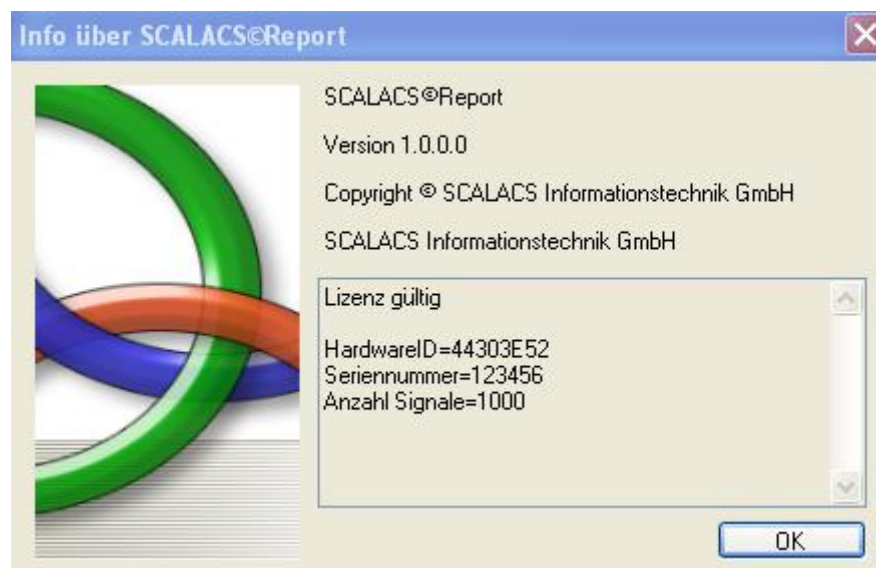 Info über SCALACS©Report
SCALACS©Report
Version 1.0.0.0
Copyright © SCALACS Informationstechnik GmbH
SCALACS Informationstechnik GmbH
Lizenz gültig
HardwareID=44303E52
Seriennummer=123456
Anzahl Signale=1000
OK